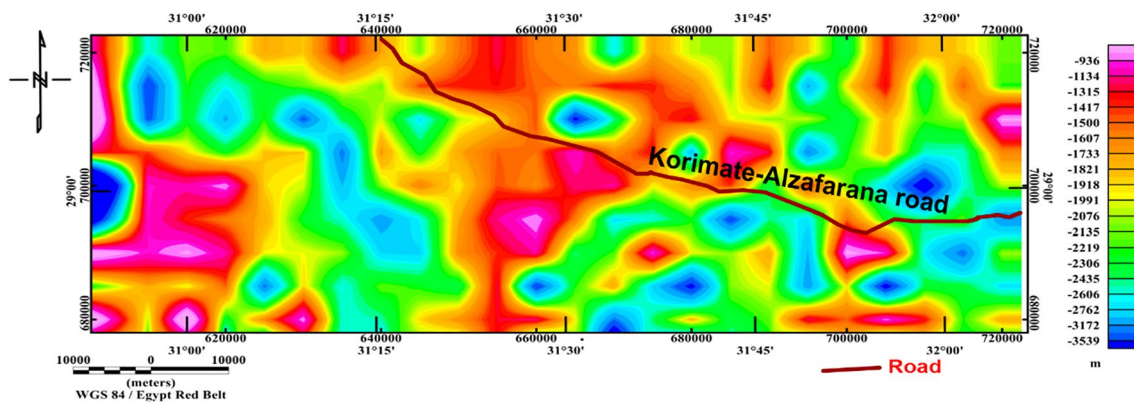 31°00' 31°15' 31°30' 31°45' 32°00'
620000 640000 660000 680000 700000 720000
720000 720000
N
Korimate-Alzafarana road
29°00' 700000 700000 29°00'
680000 680000
31°00' 31°15' 31°30' 31°45' 32°00'
620000 640000 660000 680000 700000 720000
-936
-1134
-1315
-1500
-1607
-1733
-1821
-1918
-1991
-2076
-2135
-2219
-2306
-2435
-2606
-2762
-3172
-3539
m
10000 0 10000
(meters)
WGS 84 / Egypt Red Belt
Road